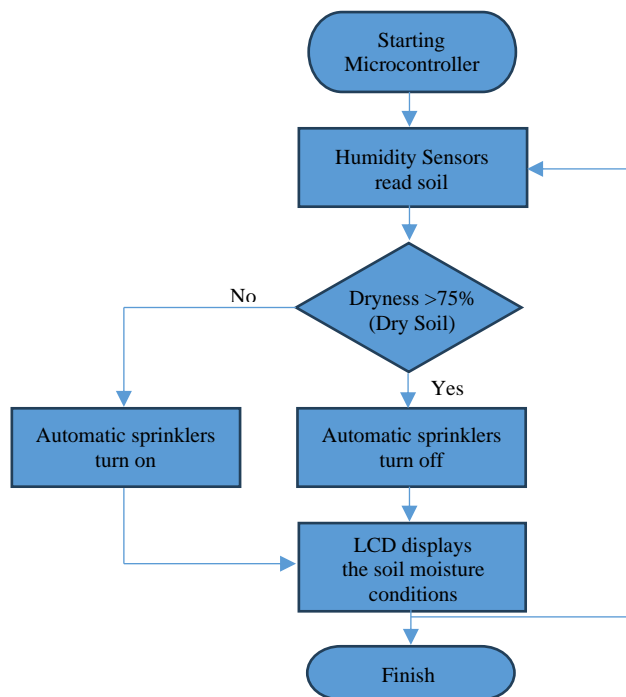 Starting
Microcontroller
Humidity Sensors
read soil
Dryness >75%
(Dry Soil)
No
Yes
Automatic sprinklers
turn on
Automatic sprinklers
turn off
LCD displays
the soil moisture
conditions
Finish